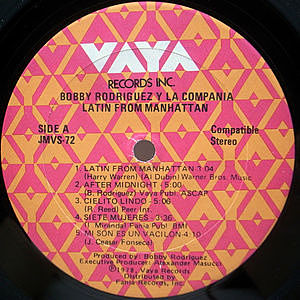 VAYA
RECORDS INC.
BOBBY RODRIGUEZ Y LA COMPANIA
LATIN FROM MANHATTAN
SIDE A
JMVS-72
Compatible
Stereo
1. LATIN FROM MANHATTAN 3:04
(Harry Warren) (Al Dubin) Warner Bros. Music
2. AFTER MIDNIGHT - 5:00
(B. Rodriguez) Vaya Publ. ASCAP
3. CIELITO LINDO - 5:
(R. Reed) Peer Int.
4. SIETE MUJERES - 3:36
(I. Miranda) Fania Publ. BMI
5. MI SON ES UN VACILON - 4:10
(J. Ceasar Fonseca)
Produced by: Bobby Rodriguez
Executive Producer: Alexander Masucci
© 1978, Vaya Records
Distributed by
Fania Records, Inc.